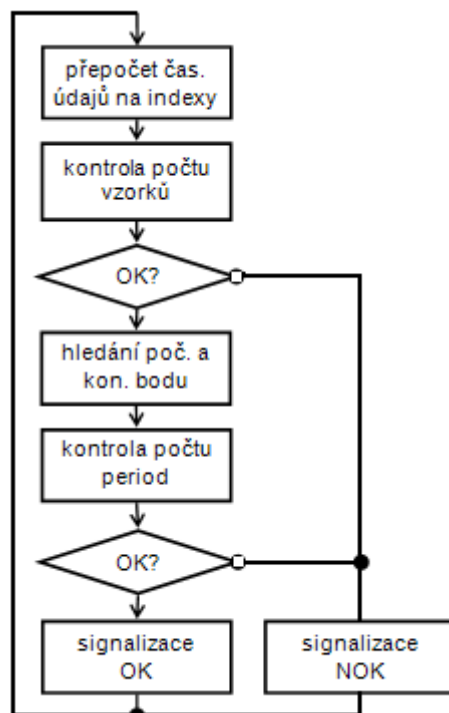 přepočet čas.
údajů na indexy
kontrola počtu
vzorků
OK?
hledání poč. a
kon. bodu
kontrola počtu
period
OK?
signalizace
OK
signalizace
NOK